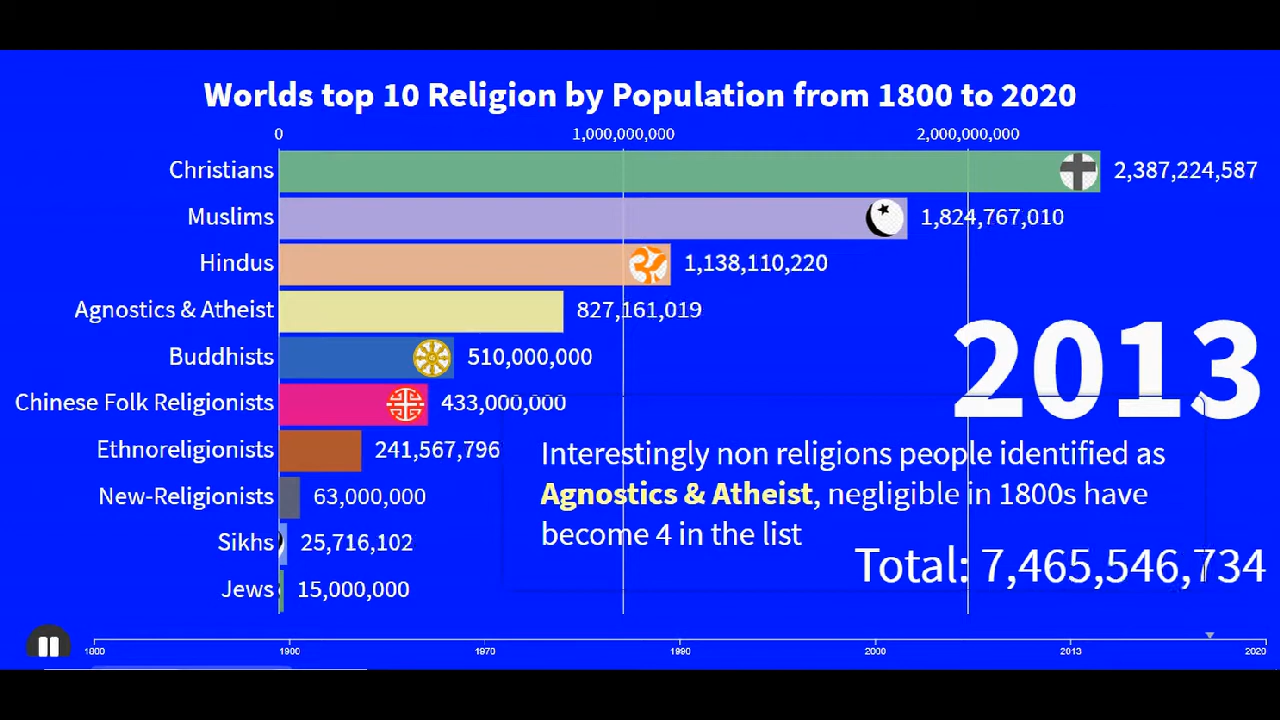 Worlds top 10 Religion by Population from 1800 to 2020
0 1,000,000,000 2,000,000,000
Christians 2,387,224,587
Muslims 1,824,767,010
Hindus 1,138,110,220
Agnostics & Atheist 827,161,019
Buddhists 510,000,000
2013
Chinese Folk Religionists 433,000,000
Ethnoreligionists 241,567,796
Interestingly non religions people identified as
Agnostics & Atheist, negligible in 1800s have
become 4 in the list
New-Religionists 63,000,000
Sikhs 25,716,102
Total: 7,465,546,734
Jews 15,000,000
1800 1900 1970 1990 2000 2013 2020